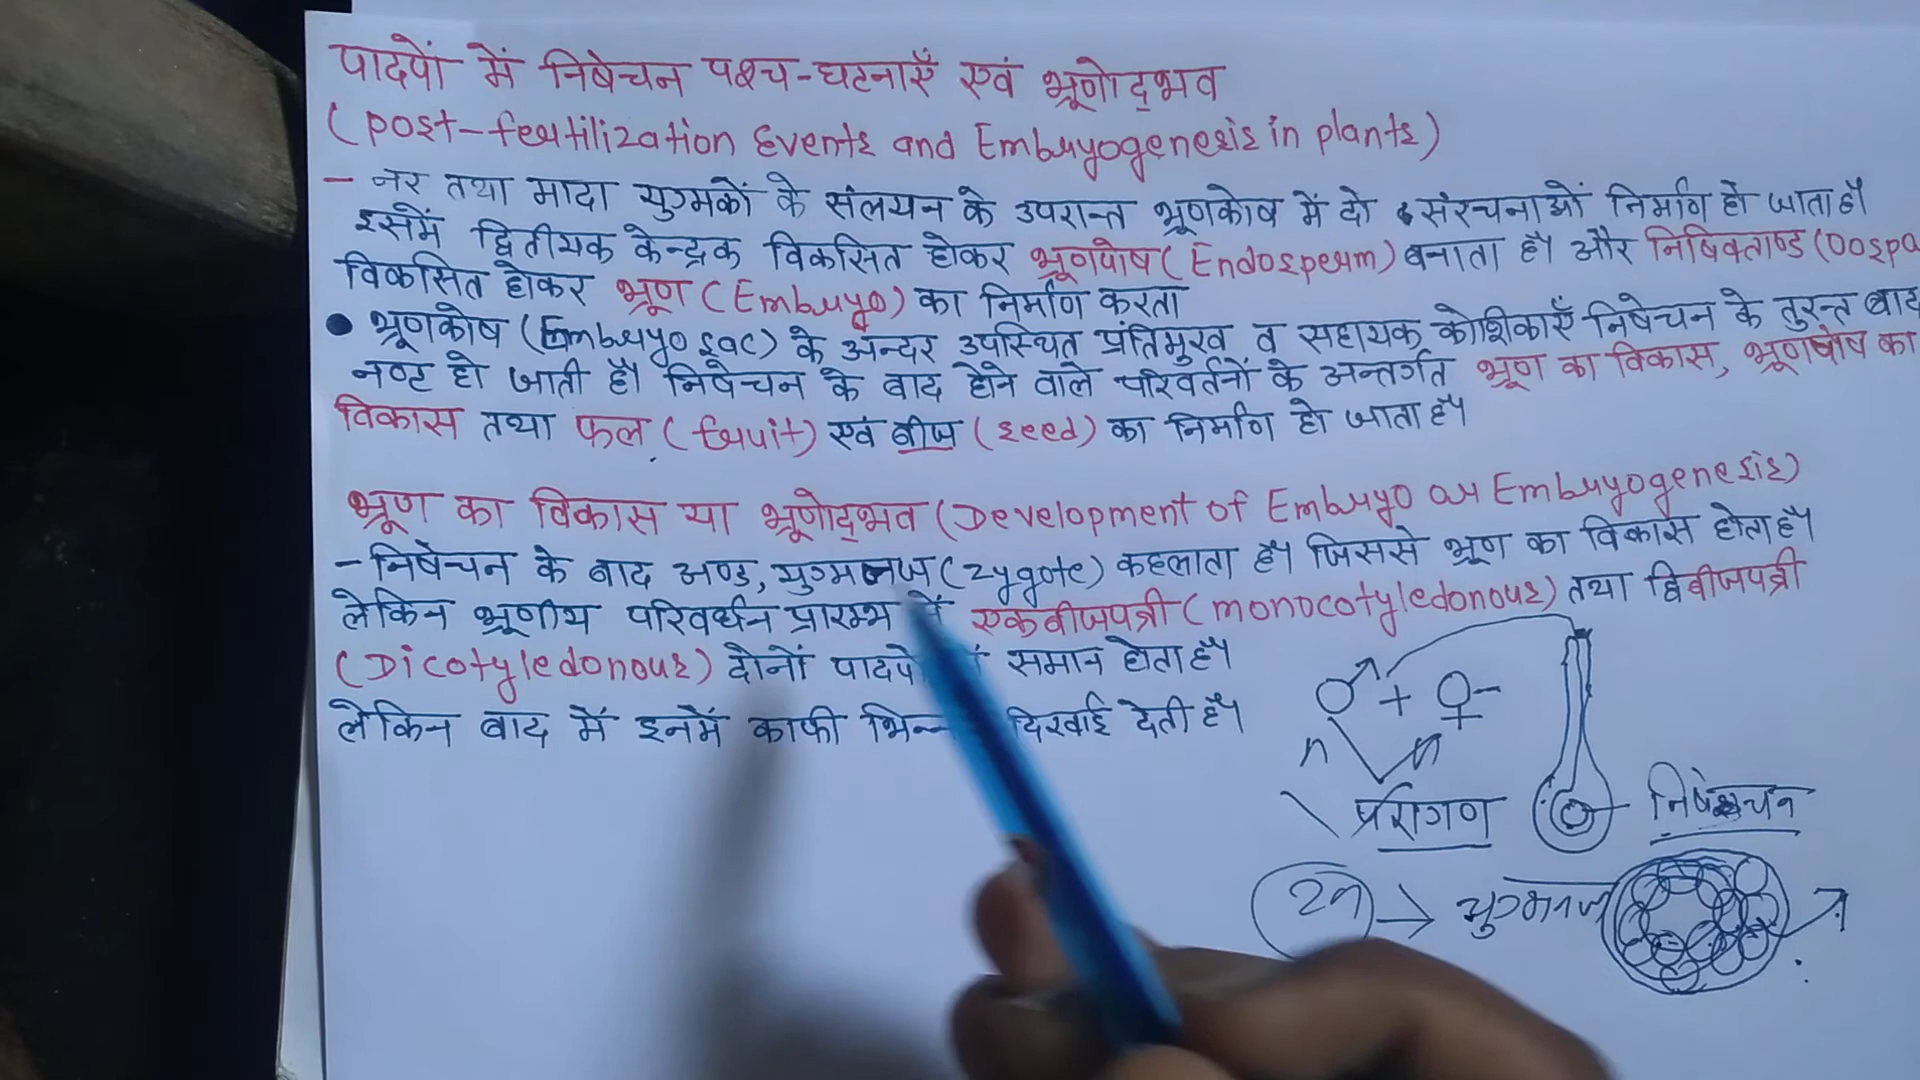 पादपों में निषेचन पश्च-घटनाएँ एवं भ्रूणोद्भव
(Post-fertilization Events and Embryogenesis in plants)
- नर तथा मादा युग्मकों के संलयन के उपरान्त भ्रूणकोष में दो संरचनाओं निर्माण हो जाता है।
इसमें द्वितीयक केन्द्रक विकसित होकर भ्रूणपोष (Endosperm) बनाता है। और निषिक्ताण्ड (Oospo
विकसित होकर भ्रूण (Embryo) का निर्माण करता
● भ्रूणकोष (Embryo sac) के अन्दर उपस्थित प्रतिमुख व सहायक कोशिकाएँ निषेचन के तुरन्त बाद
नष्ट हो जाती है। निषेचन के बाद होने वाले परिवर्तनों के अन्तर्गत भ्रूण का विकास, भ्रूणपोष का
विकास तथा फल (fruit) एवं बीज (seed) का निर्माण हो जाता है।
भ्रूण का विकास या भ्रूणोद्भव (Development of Embryo or Embryogenesis)
- निषेचन के बाद अण्ड, युग्मनज (zygote) कहलाता है। जिससे भ्रूण का विकास होता है।
लेकिन भ्रूणीय परिवर्धन प्रारम्भ में एकबीजपत्री (monocotyledonous) तथा द्विबीजपत्री
(Dicotyledonous) दोनों पादपों समान होता है।
लेकिन बाद में इनमें काफी दिखाई देती है।
♂ + ♀
n n
परागण निषेचन
2n → युग्मनज